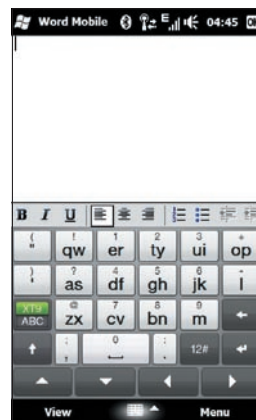 Word Mobile E 04:45 OK
B I U
( ! 1 2 3 +
" qw er ty ui op
) ? 4 5 6 -
' as df gh jk l
XT9 @ 7 8 9
ABC zx cv bn m
; 0 :
, . 12#
View Menu